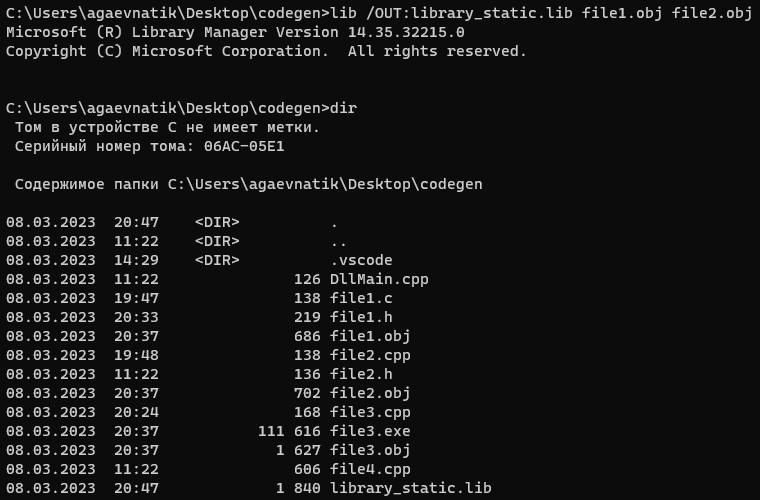 C:\Users\agaevnatik\Desktop\codegen>lib /OUT:library_static.lib file1.obj file2.obj
Microsoft (R) Library Manager Version 14.35.32215.0
Copyright (C) Microsoft Corporation.  All rights reserved.
C:\Users\agaevnatik\Desktop\codegen>dir
Том в устройстве C не имеет метки.
Серийный номер тома: 06AC-05E1
Содержимое папки C:\Users\agaevnatik\Desktop\codegen
08.03.2023  20:47    <DIR>          .
08.03.2023  11:22    <DIR>          ..
08.03.2023  14:29    <DIR>          .vscode
08.03.2023  11:22               126 DllMain.cpp
08.03.2023  19:47               138 file1.c
08.03.2023  20:33               219 file1.h
08.03.2023  20:37               686 file1.obj
08.03.2023  19:48               138 file2.cpp
08.03.2023  11:22               136 file2.h
08.03.2023  20:37               702 file2.obj
08.03.2023  20:24               168 file3.cpp
08.03.2023  20:37           111 616 file3.exe
08.03.2023  20:37             1 627 file3.obj
08.03.2023  11:22               606 file4.cpp
08.03.2023  20:47             1 840 library_static.lib